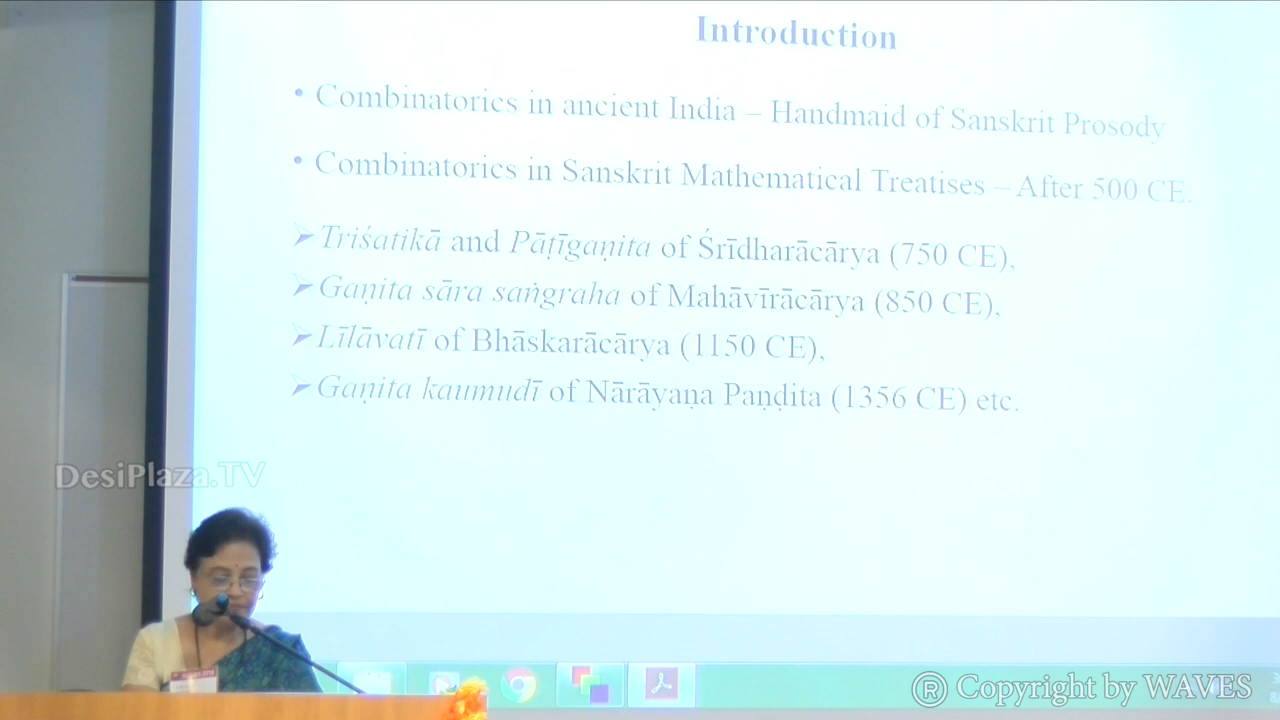 Introduction
• Combinatorics in ancient India – Handmaid of Sanskrit Prosody
• Combinatorics in Sanskrit Mathematical Treatises – After 500 CE.
➢ Triśatikā and Pāṭīgaṇita of Śrīdharācārya (750 CE),
➢ Gaṇita sāra saṅgraha of Mahāvīrācārya (850 CE),
➢ Līlāvatī of Bhāskarācārya (1150 CE),
➢ Gaṇita kaumudī of Nārāyaṇa Paṇḍita (1356 CE) etc.
DesiPlaza.TV
® Copyright by WAVES